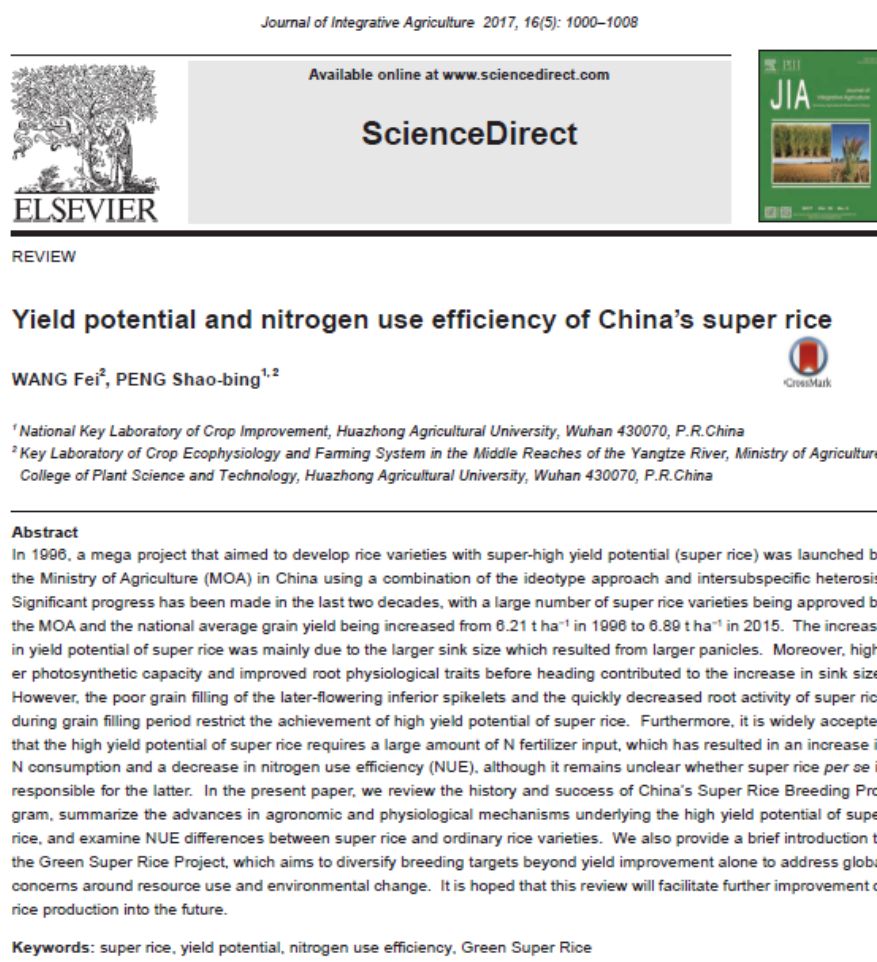 Journal of Integrative Agriculture 2017, 16(5): 1000–1008
Available online at www.sciencedirect.com
ScienceDirect
ELSEVIER
JIA
Journal of
Integrative Agriculture
REVIEW
Yield potential and nitrogen use efficiency of China's super rice
WANG Fei², PENG Shao-bing¹,²
CrossMark
¹ National Key Laboratory of Crop Improvement, Huazhong Agricultural University, Wuhan 430070, P.R.China
² Key Laboratory of Crop Ecophysiology and Farming System in the Middle Reaches of the Yangtze River, Ministry of Agriculture
College of Plant Science and Technology, Huazhong Agricultural University, Wuhan 430070, P.R.China
Abstract
In 1996, a mega project that aimed to develop rice varieties with super-high yield potential (super rice) was launched b
the Ministry of Agriculture (MOA) in China using a combination of the ideotype approach and intersubspecific heterosis
Significant progress has been made in the last two decades, with a large number of super rice varieties being approved b
the MOA and the national average grain yield being increased from 6.21 t ha⁻¹ in 1996 to 6.89 t ha⁻¹ in 2015. The increas
in yield potential of super rice was mainly due to the larger sink size which resulted from larger panicles. Moreover, high
er photosynthetic capacity and improved root physiological traits before heading contributed to the increase in sink size
However, the poor grain filling of the later-flowering inferior spikelets and the quickly decreased root activity of super ric
during grain filling period restrict the achievement of high yield potential of super rice. Furthermore, it is widely accepte
that the high yield potential of super rice requires a large amount of N fertilizer input, which has resulted in an increase i
N consumption and a decrease in nitrogen use efficiency (NUE), although it remains unclear whether super rice per se i
responsible for the latter. In the present paper, we review the history and success of China's Super Rice Breeding Pro
gram, summarize the advances in agronomic and physiological mechanisms underlying the high yield potential of supe
rice, and examine NUE differences between super rice and ordinary rice varieties. We also provide a brief introduction t
the Green Super Rice Project, which aims to diversify breeding targets beyond yield improvement alone to address globa
concerns around resource use and environmental change. It is hoped that this review will facilitate further improvement o
rice production into the future.
Keywords: super rice, yield potential, nitrogen use efficiency, Green Super Rice